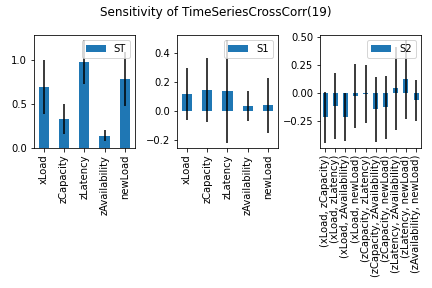 Sensitivity of TimeSeriesCrossCorr(19)
ST
1.0
0.5
0.0
xLoad
zCapacity
zLatency
zAvailability
newLoad
S1
0.4
0.2
0.0
−0.2
xLoad
zCapacity
zLatency
zAvailability
newLoad
S2
0.50
0.25
0.00
−0.25
(xLoad, zCapacity)
(xLoad, zLatency)
(xLoad, zAvailability)
(xLoad, newLoad)
(zCapacity, zLatency)
(zCapacity, zAvailability)
(zCapacity, newLoad)
(zLatency, zAvailability)
(zLatency, newLoad)
(zAvailability, newLoad)